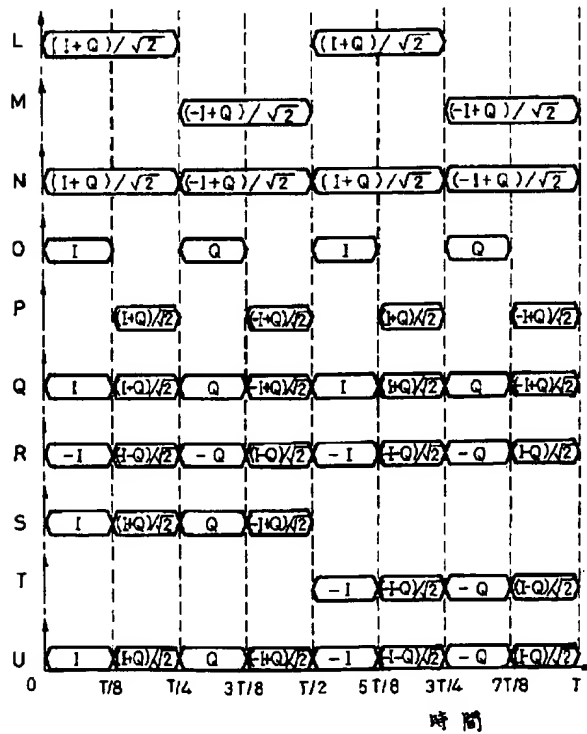 L (I+Q)/√2 (I+Q)/√2
M (-I+Q)/√2 (-I+Q)/√2
N (I+Q)/√2 (-I+Q)/√2 (I+Q)/√2 (-I+Q)/√2
O I Q I Q
P (I+Q)/√2 (-I+Q)/√2 (I+Q)/√2 (-I+Q)/√2
Q I (I+Q)/√2 Q (-I+Q)/√2 I (I+Q)/√2 Q (-I+Q)/√2
R -I (-I-Q)/√2 -Q (I-Q)/√2 -I (-I-Q)/√2 -Q (I-Q)/√2
S I (I+Q)/√2 Q (-I+Q)/√2
T -I (-I-Q)/√2 -Q (I-Q)/√2
U I (I+Q)/√2 Q (-I+Q)/√2 -I (-I-Q)/√2 -Q (I-Q)/√2
0 T/8 T/4 3T/8 T/2 5T/8 3T/4 7T/8 T
時間